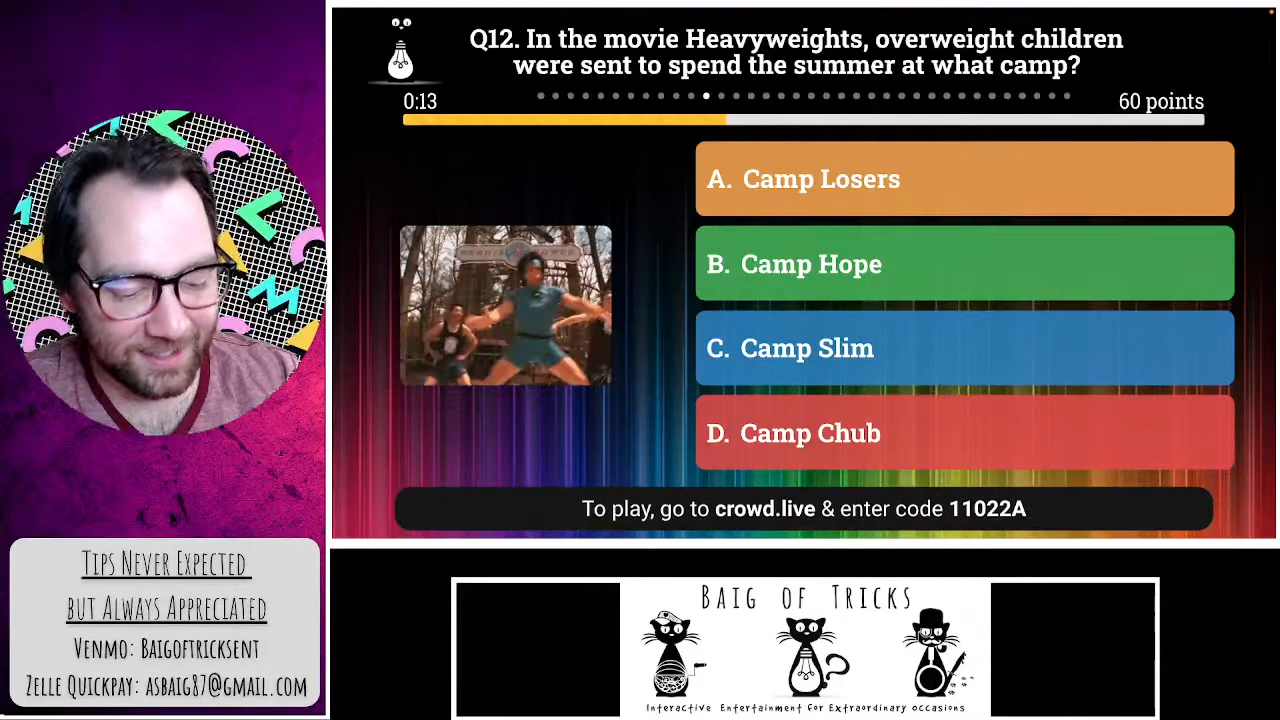 Q12. In the movie Heavyweights, overweight children
were sent to spend the summer at what camp?
0:13
60 points
A. Camp Losers
B. Camp Hope
C. Camp Slim
D. Camp Chub
To play, go to crowd.live & enter code 11022A
Tips Never Expected
but Always Appreciated
Venmo: Baigoftricksent
Zelle Quickpay: asbaig87@gmail.com
Baig of Tricks
Interactive Entertainment for Extraordinary Occasions